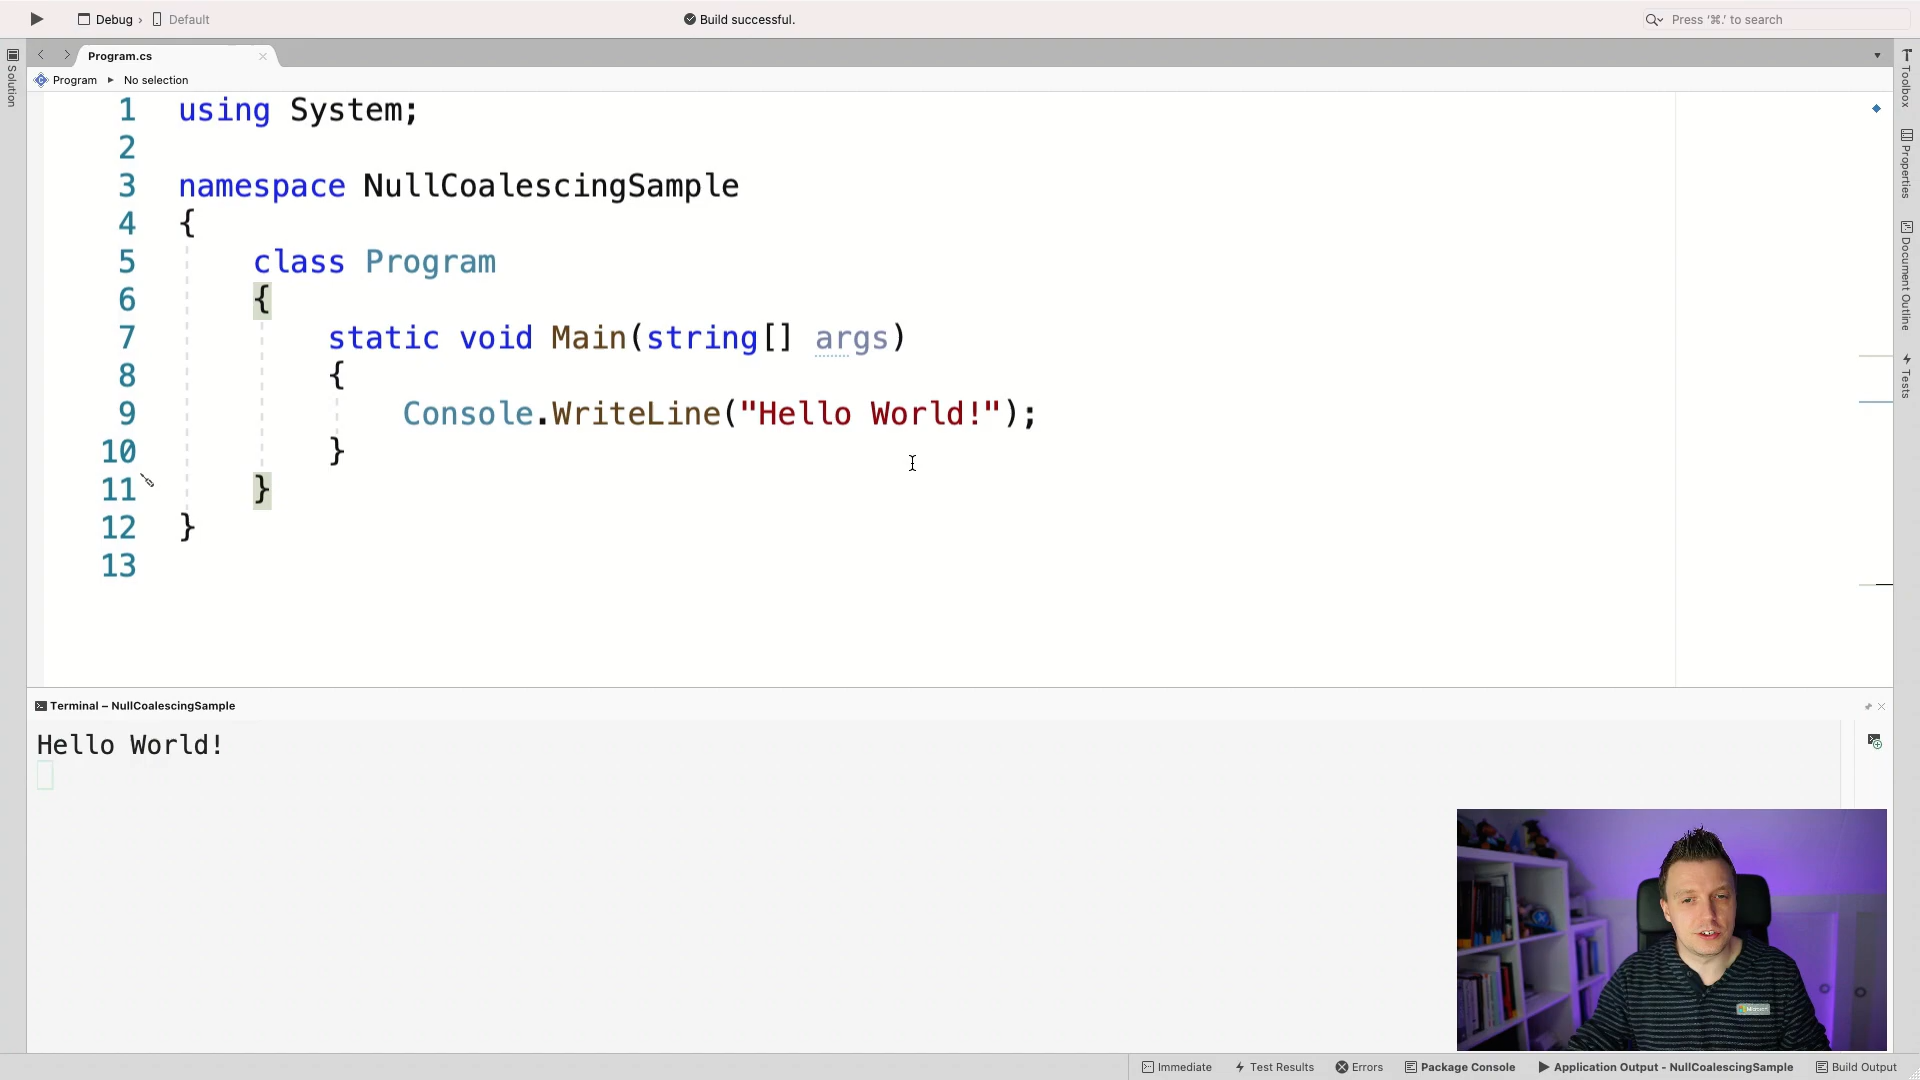 Debug › Default
Build successful.
Press '⌘.' to search
Solution
Program.cs
Program ▸ No selection
1 using System;
2
3 namespace NullCoalescingSample
4 {
5 class Program
6 {
7 static void Main(string[] args)
8 {
9 Console.WriteLine("Hello World!");
10 }
11 }
12 }
13
Toolbox
Properties
Document Outline
Tests
Terminal – NullCoalescingSample
Hello World!
Microsoft
Immediate
Test Results
Errors
Package Console
Application Output - NullCoalescingSample
Build Output